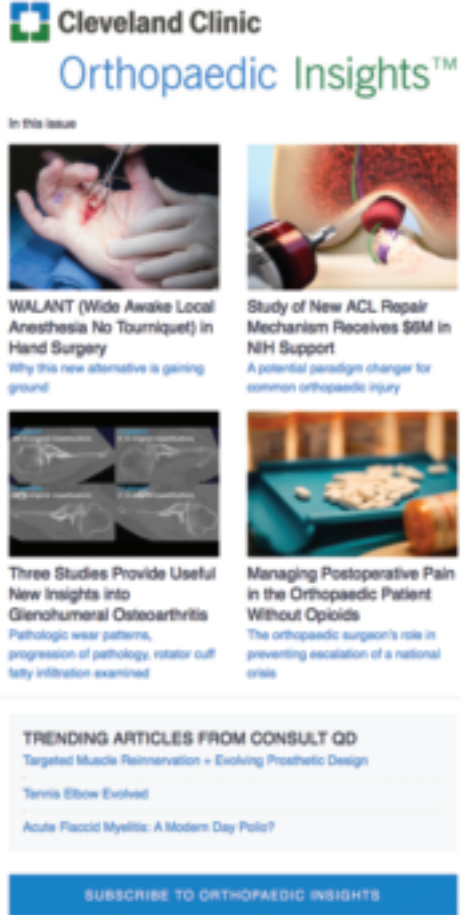 Cleveland Clinic
Orthopaedic Insights™
In this issue
WALANT (Wide Awake Local
Anesthesia No Tourniquet) in
Hand Surgery
Why this new alternative is gaining
ground
Study of New ACL Repair
Mechanism Receives $6M in
NIH Support
A potential paradigm changer for
common orthopaedic injury
Three Studies Provide Useful
New Insights into
Glenohumeral Osteoarthritis
Pathologic wear patterns,
progression of pathology, rotator cuff
fatty infiltration examined
Managing Postoperative Pain
in the Orthopaedic Patient
Without Opioids
The orthopaedic surgeon's role in
preventing escalation of a national
crisis
TRENDING ARTICLES FROM CONSULT QD
Targeted Muscle Reinnervation + Evolving Prosthetic Design
Tennis Elbow Evolved
Acute Flaccid Myelitis: A Modern Day Polio?
SUBSCRIBE TO ORTHOPAEDIC INSIGHTS